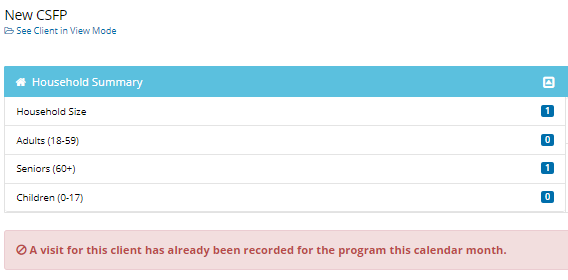 New CSFP
See Client in View Mode
Household Summary
Household Size 1
Adults (18-59) 0
Seniors (60+) 1
Children (0-17) 0
A visit for this client has already been recorded for the program this calendar month.